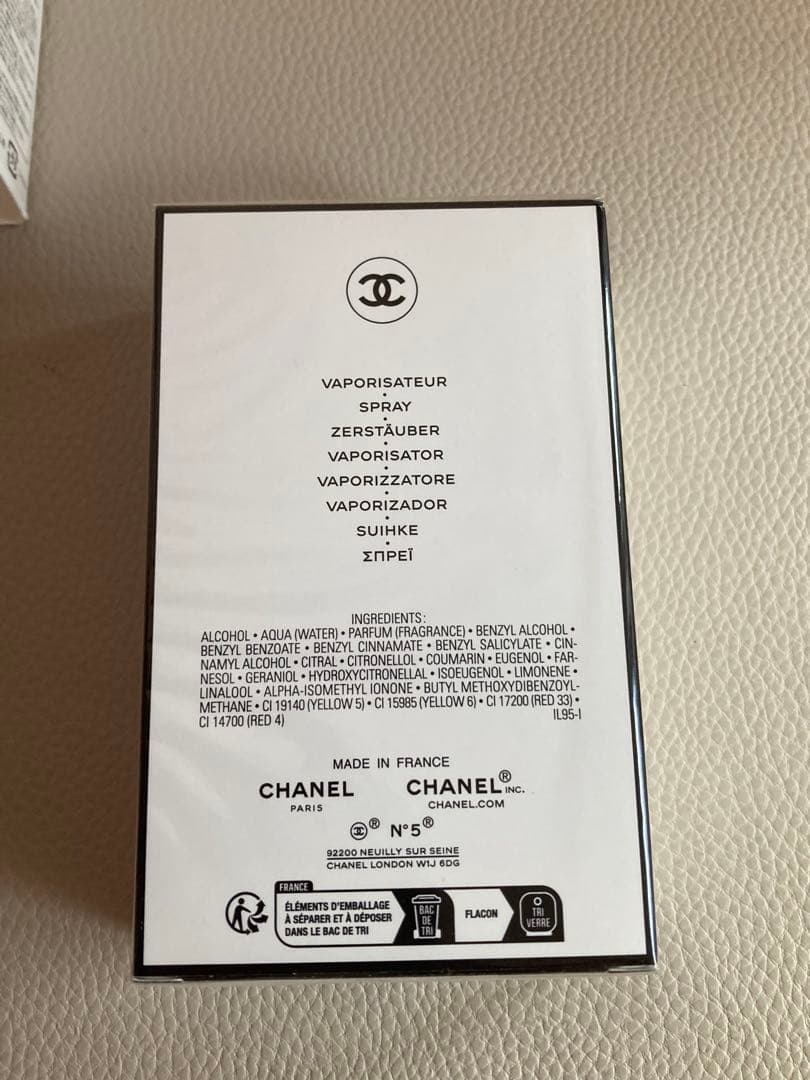 VAPORISATEUR
•
SPRAY
•
ZERSTÄUBER
•
VAPORISATOR
•
VAPORIZZATORE
•
VAPORIZADOR
•
SUIHKE
•
ΣΠΡΕΪ
INGREDIENTS:
ALCOHOL • AQUA (WATER) • PARFUM (FRAGRANCE) • BENZYL ALCOHOL •
BENZYL BENZOATE • BENZYL CINNAMATE • BENZYL SALICYLATE • CIN-
NAMYL ALCOHOL • CITRAL • CITRONELLOL • COUMARIN • EUGENOL • FAR-
NESOL • GERANIOL • HYDROXYCITRONELLAL • ISOEUGENOL • LIMONENE •
LINALOOL • ALPHA-ISOMETHYL IONONE • BUTYL METHOXYDIBENZOYL-
METHANE • CI 19140 (YELLOW 5) • CI 15985 (YELLOW 6) • CI 17200 (RED 33) •
CI 14700 (RED 4) IL95-I
MADE IN FRANCE
CHANEL CHANEL® INC.
PARIS CHANEL.COM
® N°5®
92200 NEUILLY SUR SEINE
CHANEL LONDON W1J 6DG
FRANCE
ÉLÉMENTS D'EMBALLAGE
À SÉPARER ET À DÉPOSER
DANS LE BAC DE TRI
BAC
DE
TRI
FLACON
TRI
VERRE